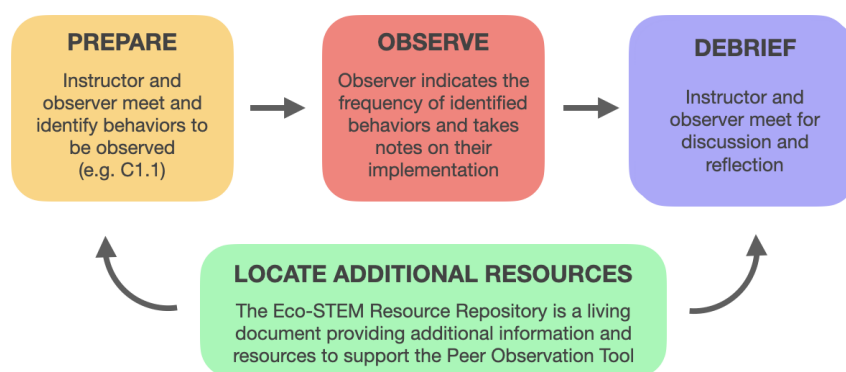 PREPARE
Instructor and
observer meet and
identify behaviors to
be observed
(e.g. C1.1)
OBSERVE
Observer indicates the
frequency of identified
behaviors and takes
notes on their
implementation
DEBRIEF
Instructor and
observer meet for
discussion and
reflection
LOCATE ADDITIONAL RESOURCES
The Eco-STEM Resource Repository is a living
document providing additional information and
resources to support the Peer Observation Tool